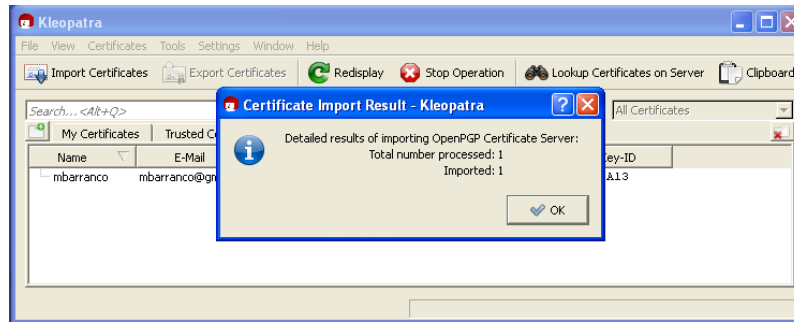 Kleopatra
File View Certificates Tools Settings Window Help
Import Certificates Export Certificates Redisplay Stop Operation Lookup Certificates on Server Clipboard
Search...<Alt+Q>
All Certificates
My Certificates Trusted C
Certificate Import Result - Kleopatra
Detailed results of importing OpenPGP Certificate Server:
Total number processed: 1
Imported: 1
OK
Name E-Mail ey-ID
mbarranco mbarranco@gm A13